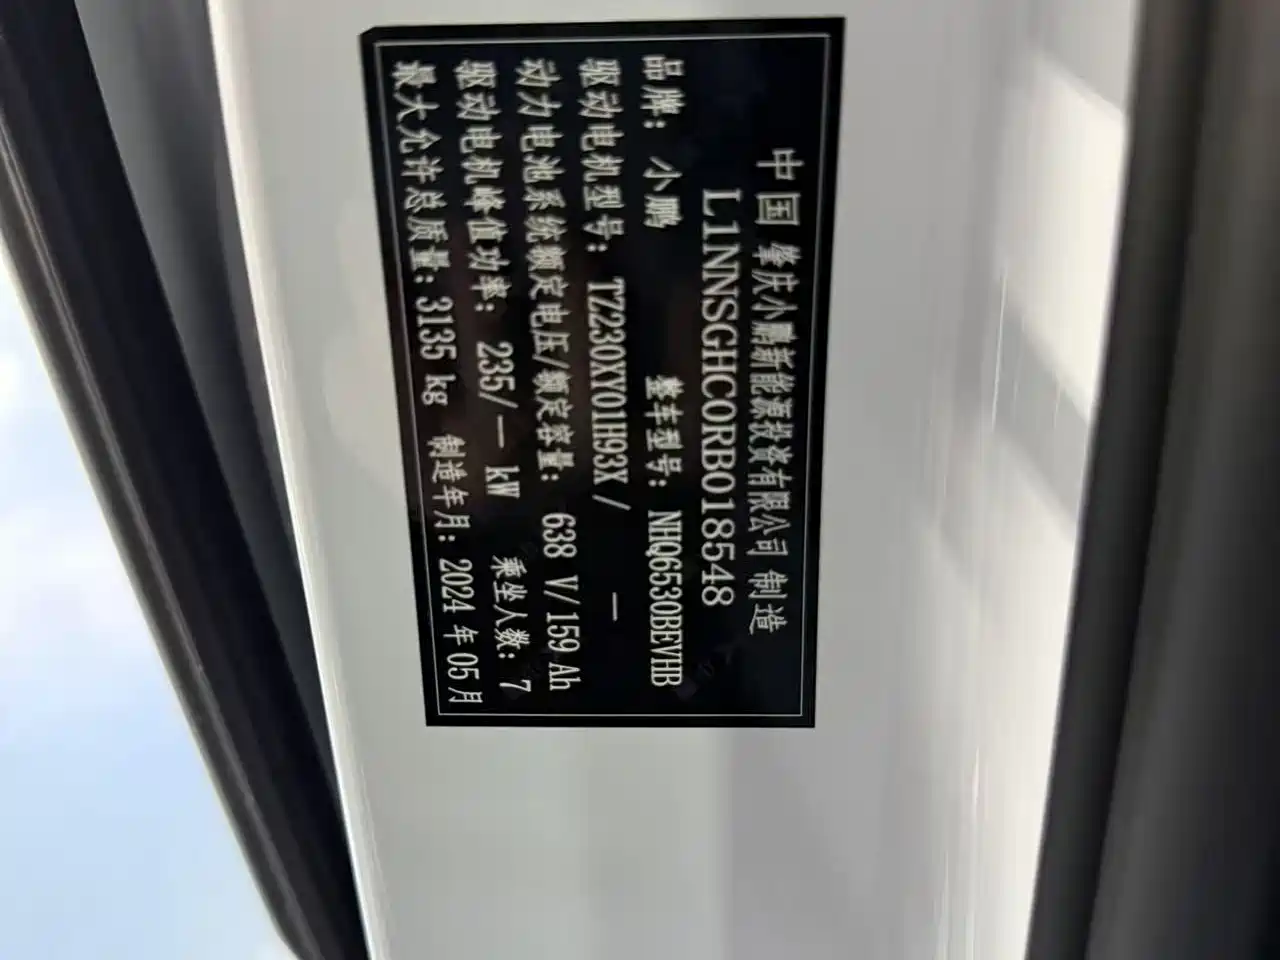 中国 肇庆小鹏新能源投资有限公司 制造
L1NNSGHC0RB018548
品牌: 小鹏 整车型号: NHQ6530BEVHB
驱动电机型号: TZ230XY01H93X / —
动力电池系统额定电压/额定容量: 638 V/159 Ah
驱动电机峰值功率: 235/— kW 乘坐人数: 7
最大允许总质量: 3135 kg 制造年月: 2024 年 05月